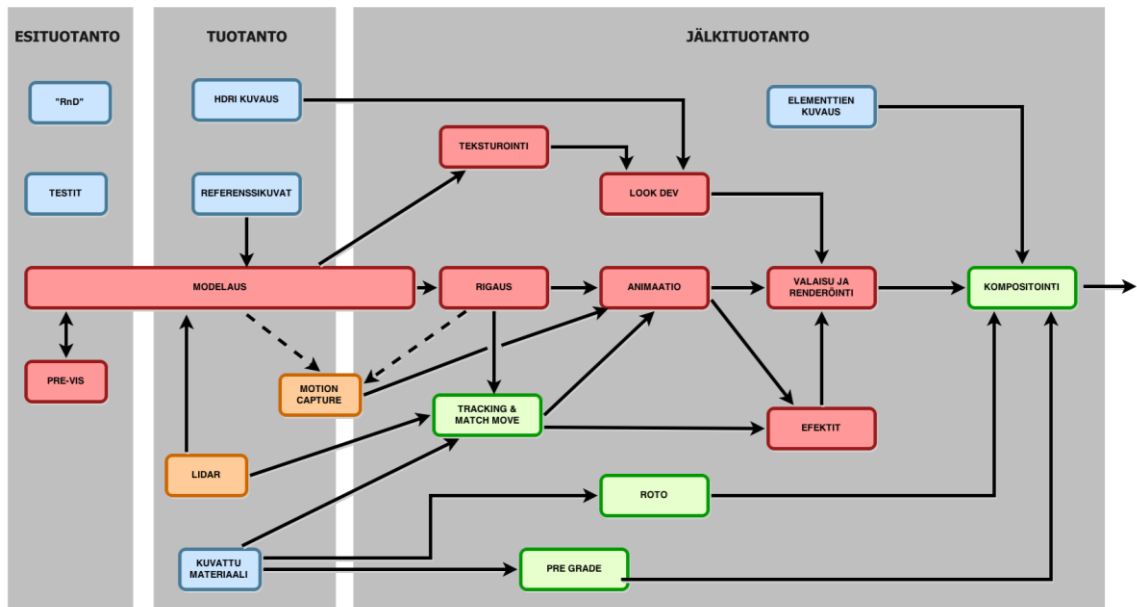 ESITUOTANTO
TUOTANTO
JÄLKITUOTANTO
"RnD"
HDRI KUVAUS
ELEMENTTIEN
KUVAUS
TEKSTUROINTI
TESTIT
REFERENSSIKUVAT
LOOK DEV
MODELAUS
RIGAUS
ANIMAATIO
VALAISU JA
RENDERÖINTI
KOMPOSITOINTI
PRE-VIS
MOTION
CAPTURE
TRACKING &
MATCH MOVE
EFEKTIT
LIDAR
ROTO
KUVATTU
MATERIAALI
PRE GRADE